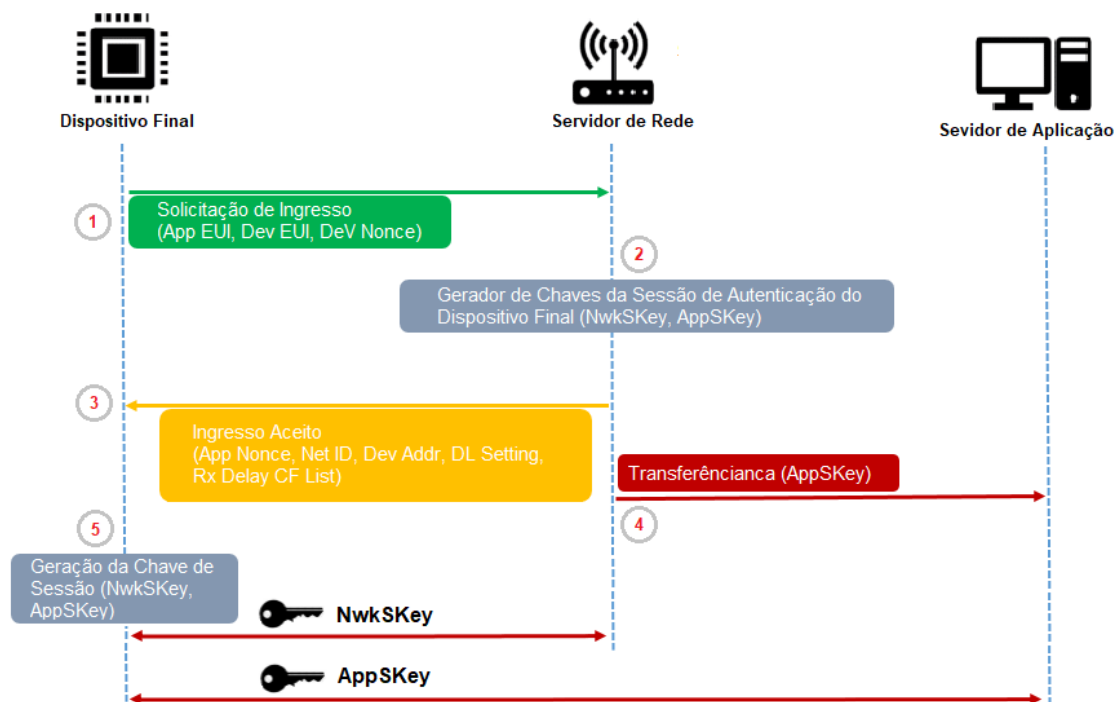 Dispositivo Final
Servidor de Rede
Sevidor de Aplicação
1
Solicitação de Ingresso
(App EUI, Dev EUI, DeV Nonce)
2
Gerador de Chaves da Sessão de Autenticação do
Dispositivo Final (NwkSKey, AppSKey)
3
Ingresso Aceito
(App Nonce, Net ID, Dev Addr, DL Setting,
Rx Delay CF List)
Transferêncianca (AppSKey)
4
5
Geração da Chave de
Sessão (NwkSKey,
AppSKey)
NwkSKey
AppSKey